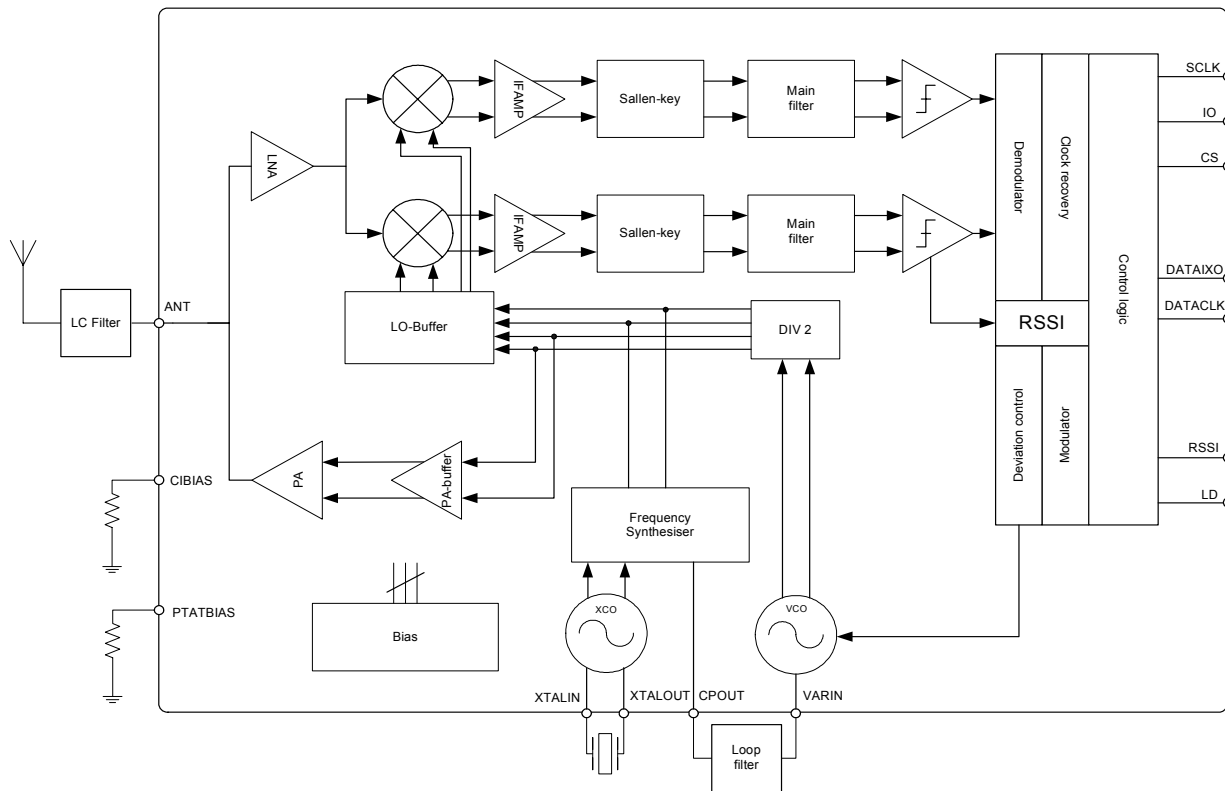 SCLK
IO
CS
DATAIXO
DATACLK
RSSI
LD
LNA
IFAMP
Sallen-key
Main
filter
IFAMP
Sallen-key
Main
filter
Demodulator
Clock recovery
Control logic
RSSI
Deviation control
Modulator
LC Filter
ANT
LO-Buffer
DIV 2
PA
PA-buffer
CIBIAS
Frequency
Synthesiser
PTATBIAS
Bias
XCO
VCO
XTALIN
XTALOUT
CPOUT
VARIN
Loop
filter